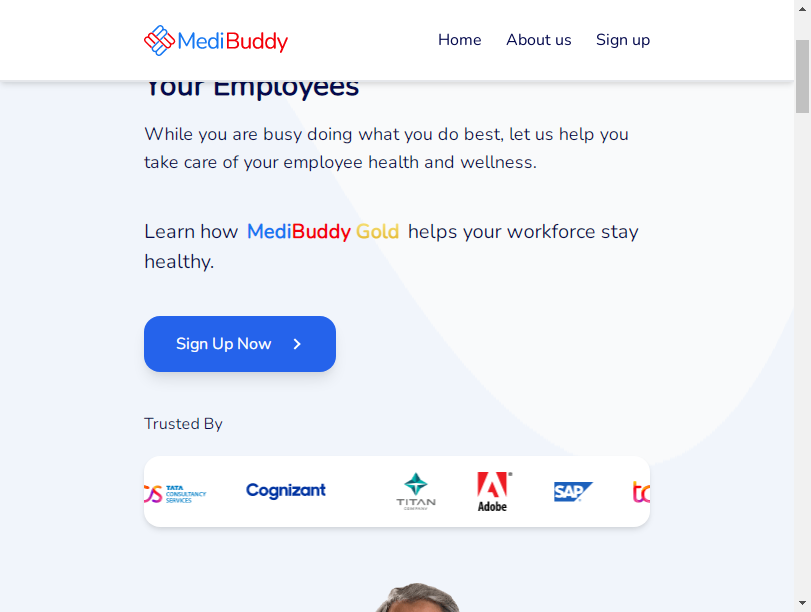 MediBuddy
Home
About us
Sign up
Your Employees
While you are busy doing what you do best, let us help you
take care of your employee health and wellness.
Learn how MediBuddy Gold helps your workforce stay
healthy.
Sign Up Now
Trusted By
TATA
CONSULTANCY
SERVICES
Cognizant
TITAN
COMPANY
Adobe
SAP